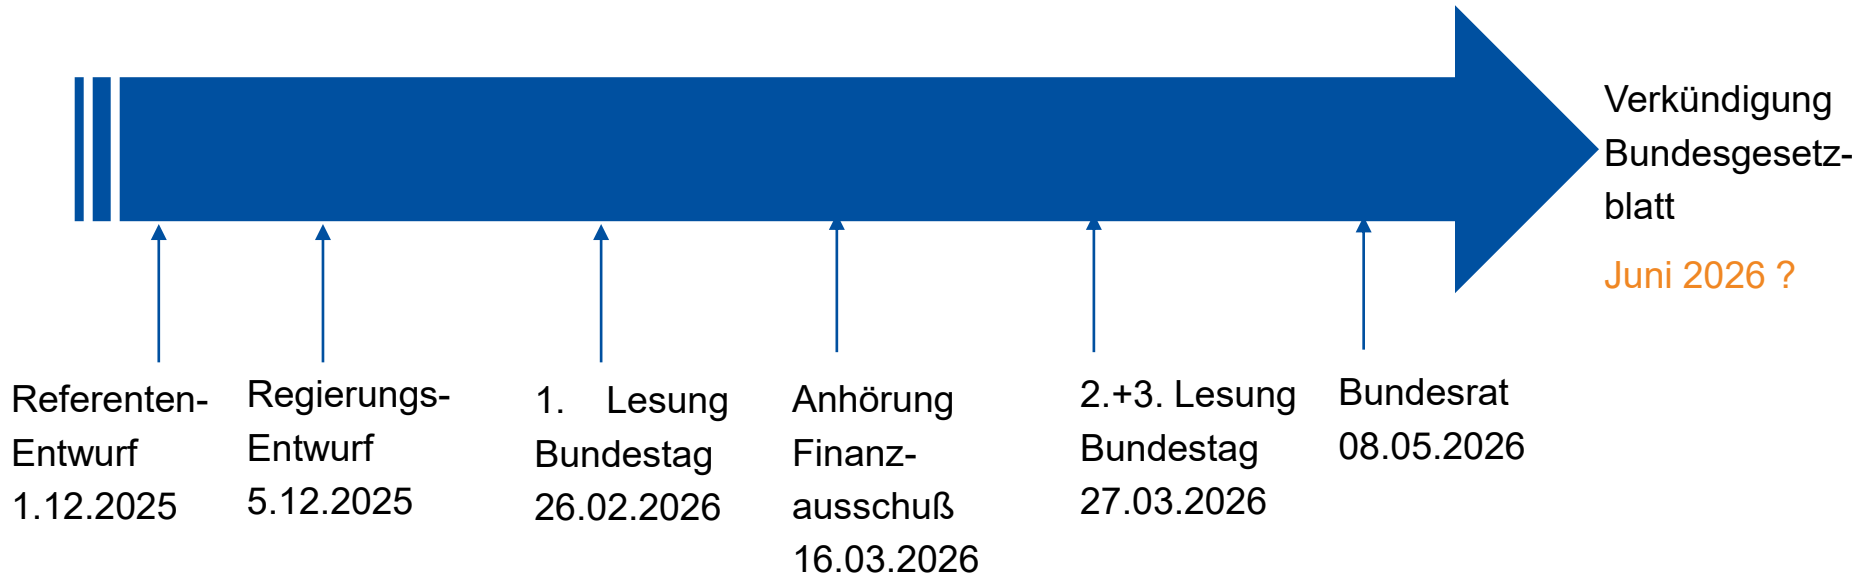 Verkündigung
Bundesgesetz-
blatt
Juni 2026 ?
Referenten-
Entwurf
1.12.2025
Regierungs-
Entwurf
5.12.2025
1. Lesung
Bundestag
26.02.2026
Anhörung
Finanz-
ausschuß
16.03.2026
2.+3. Lesung
Bundestag
27.03.2026
Bundesrat
08.05.2026